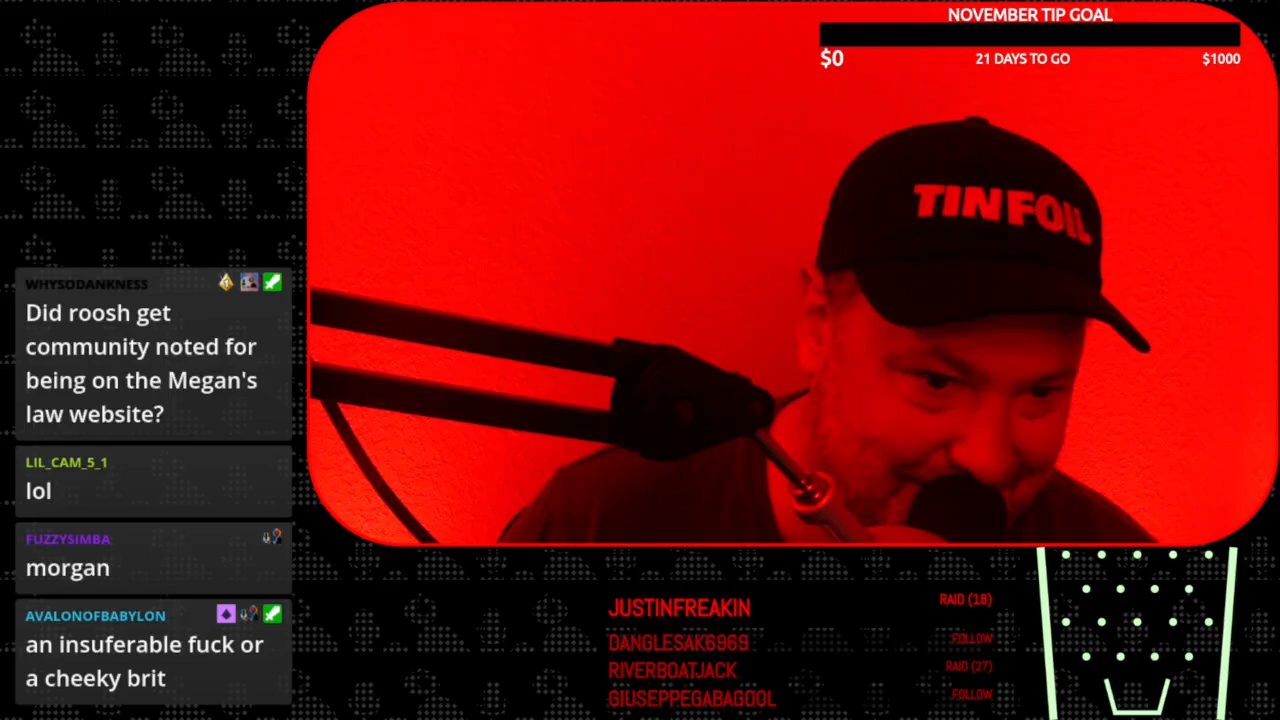 NOVEMBER TIP GOAL
$0
21 DAYS TO GO
$1000
TINFOIL
WHYSODANKNESS
Did roosh get
community noted for
being on the Megan's
law website?
LIL_CAM_5_1
lol
FUZZYSIMBA
morgan
AVALONOFBABYLON
an insuferable fuck or
a cheeky brit
JUSTINFREAKIN
RAID (18)
DANGLESAK6969
FOLLOW
RIVERBOATJACK
RAID (27)
GIUSEPPEGABAGOOL
FOLLOW